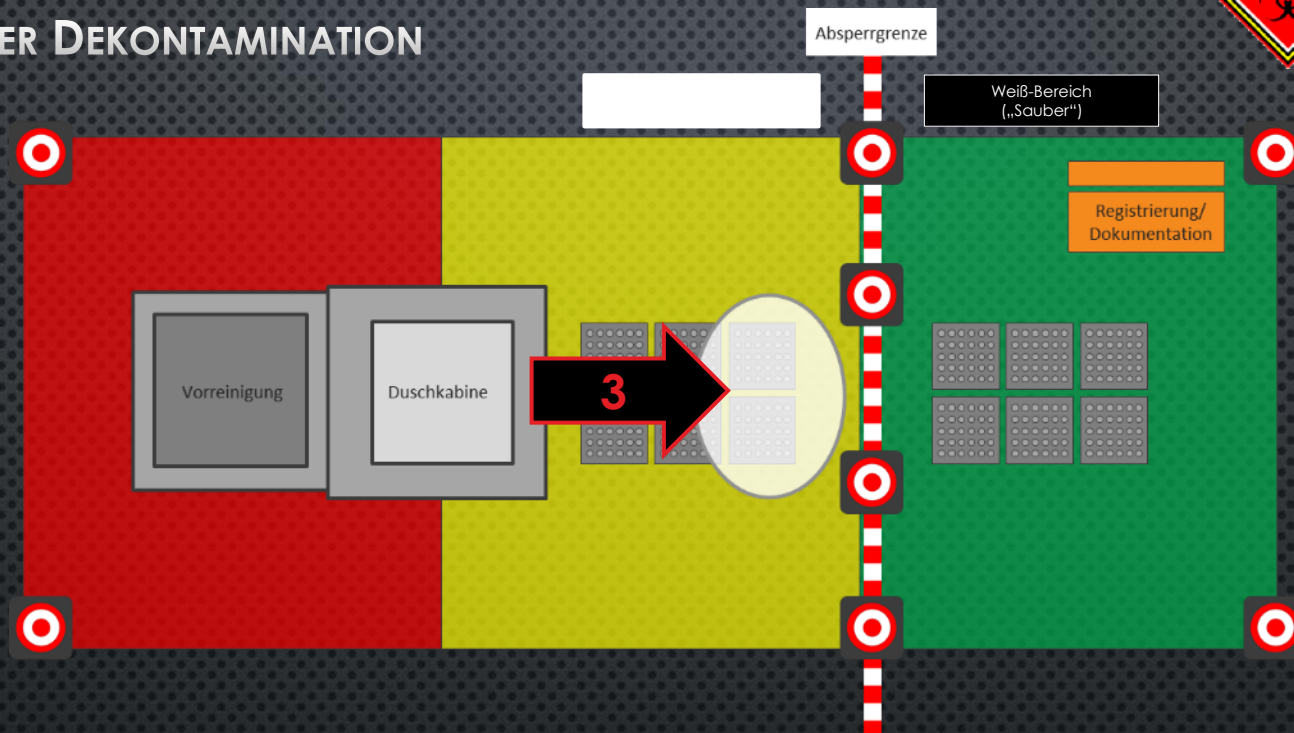 ER DEKONTAMINATION
Absperrgrenze
Weiß-Bereich
(„Sauber“)
Registrierung/
Dokumentation
Vorreinigung
Duschkabine
3